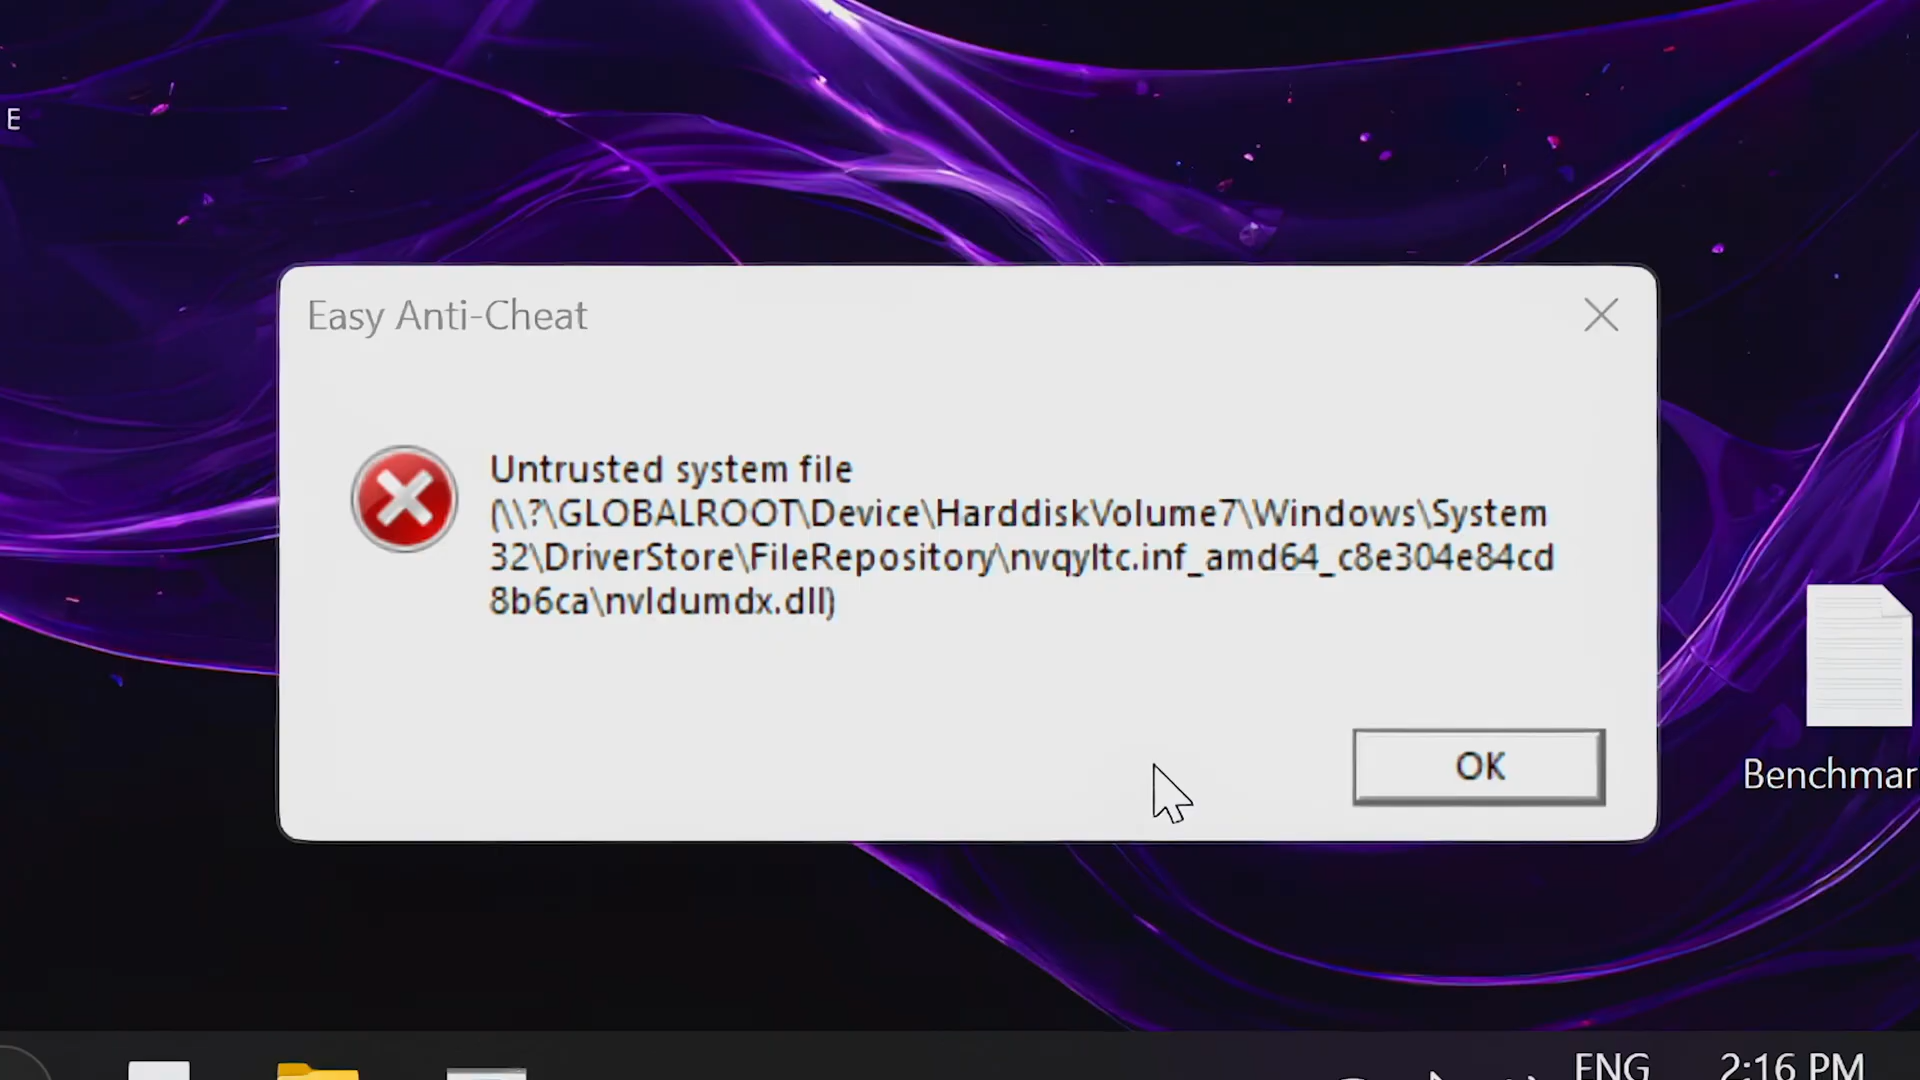 E
Easy Anti-Cheat
Untrusted system file
(\\?\GLOBALROOT\Device\HarddiskVolume7\Windows\System
32\DriverStore\FileRepository\nvqyltc.inf_amd64_c8e304e84cd
8b6ca\nvldumdx.dll)
OK
Benchmar
ENG
2:16 PM